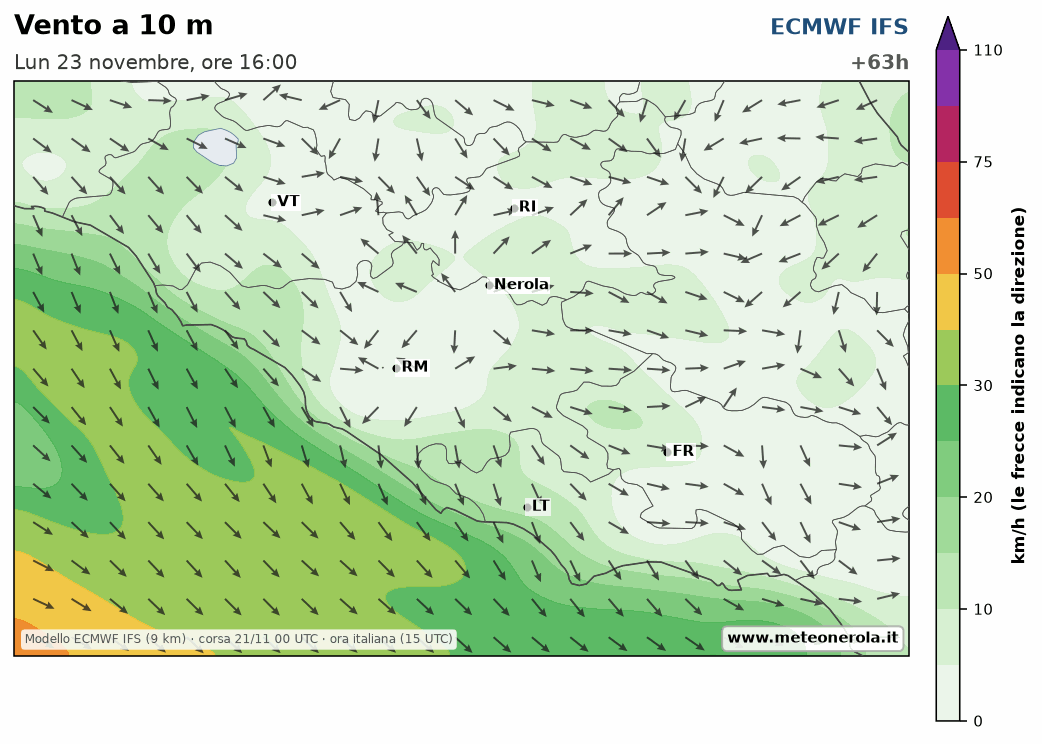 Vento a 10 m
ECMWF IFS
Lun 23 novembre, ore 16:00
+63h
VT
RI
Nerola
RM
FR
LT
Modello ECMWF IFS (9 km) · corsa 21/11 00 UTC · ora italiana (15 UTC)
www.meteonerola.it
110
75
50
30
20
10
0
km/h (le frecce indicano la direzione)